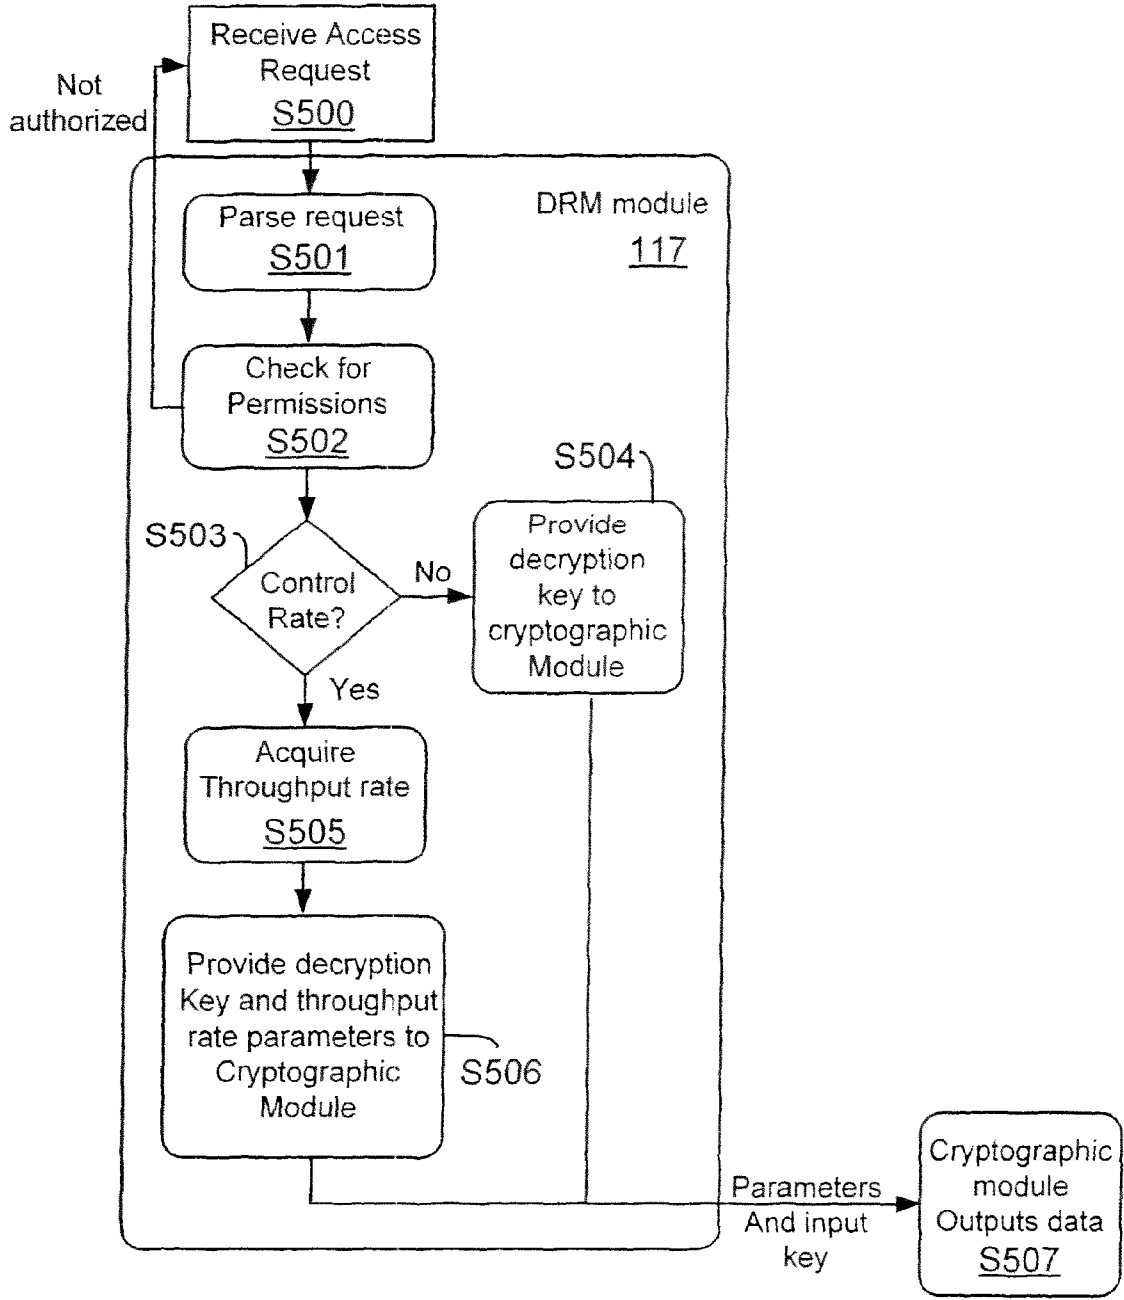 Receive Access
Request
S500
Not
authorized
DRM module
117
Parse request
S501
Check for
Permissions
S502
S503
Control
Rate?
No
Yes
S504
Provide
decryption
key to
cryptographic
Module
Acquire
Throughput rate
S505
Provide decryption
Key and throughput
rate parameters to
Cryptographic
Module
S506
Parameters
And input
key
Cryptographic
module
Outputs data
S507